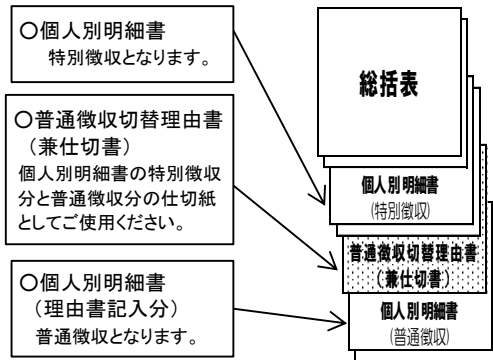 ○個人別明細書
特別徴収となります。
○普通徴収切替理由書
（兼仕切書）
個人別明細書の特別徴収
分と普通徴収分の仕切紙
としてご使用ください。
○個人別明細書
（理由書記入分）
普通徴収となります。
総括表
個人別明細書
(特別徴収)
普通徴収切替理由書
（兼仕切書）
個人別明細書
(普通徴収)